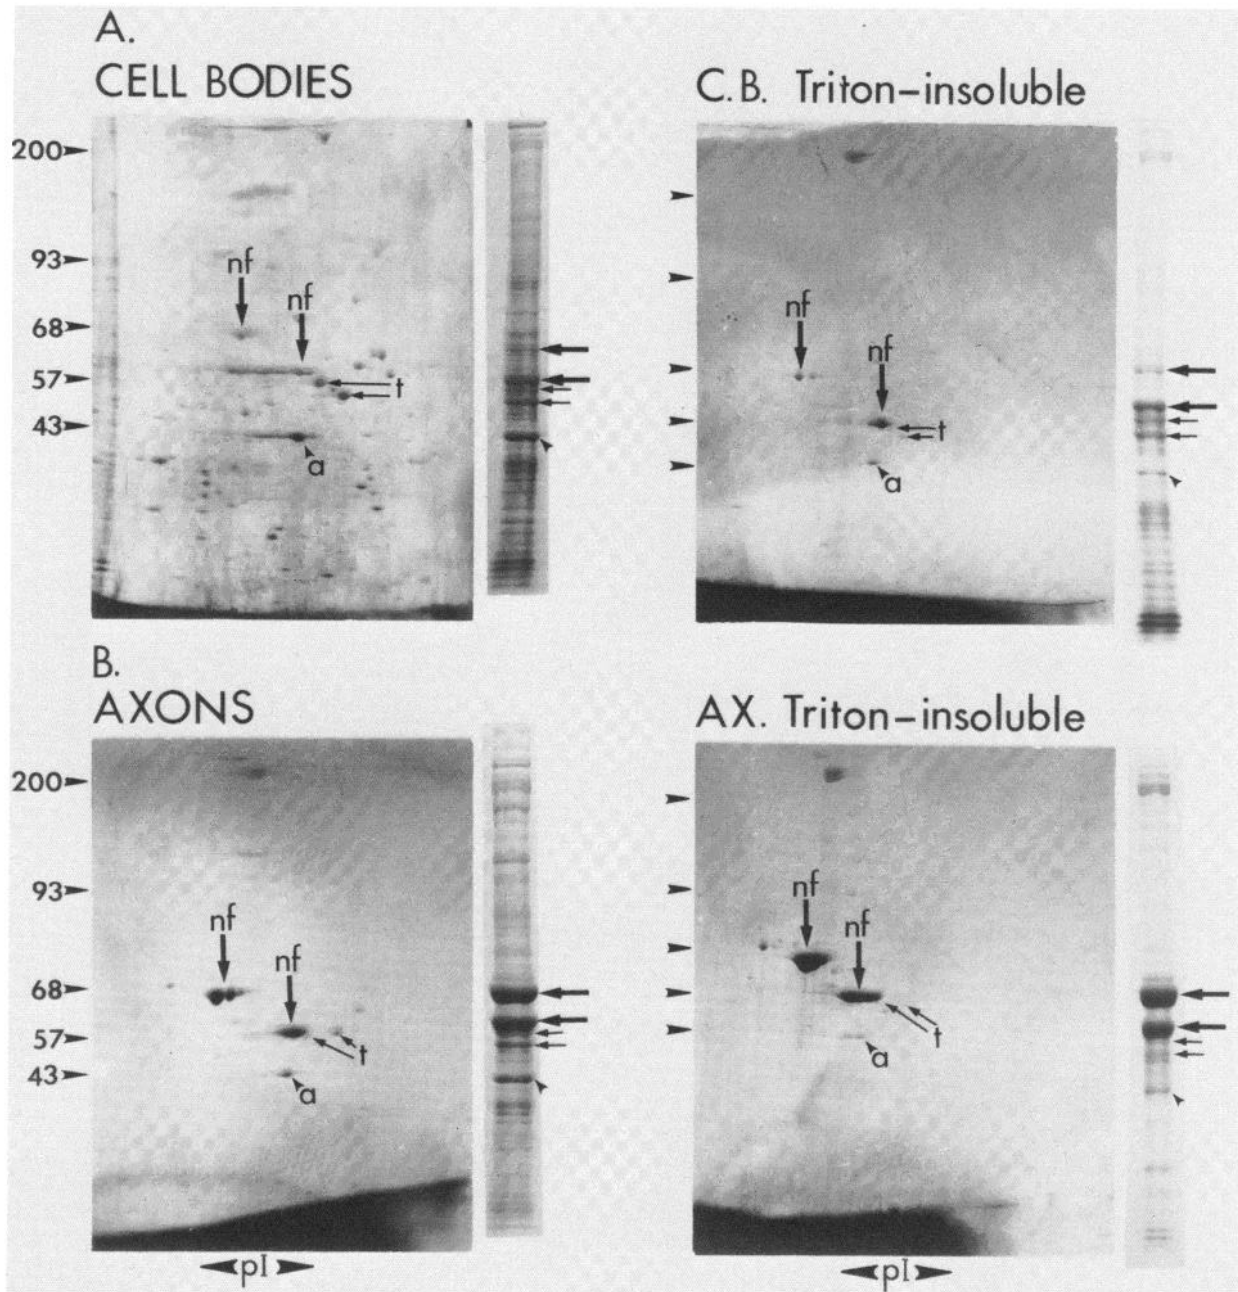 A.
CELL BODIES
200
93
68
57
43
nf
nf
t
a
C.B. Triton-insoluble
nf
nf
t
a
B.
AXONS
200
93
68
57
43
nf
nf
t
a
pI
AX. Triton-insoluble
nf
nf
t
a
pI